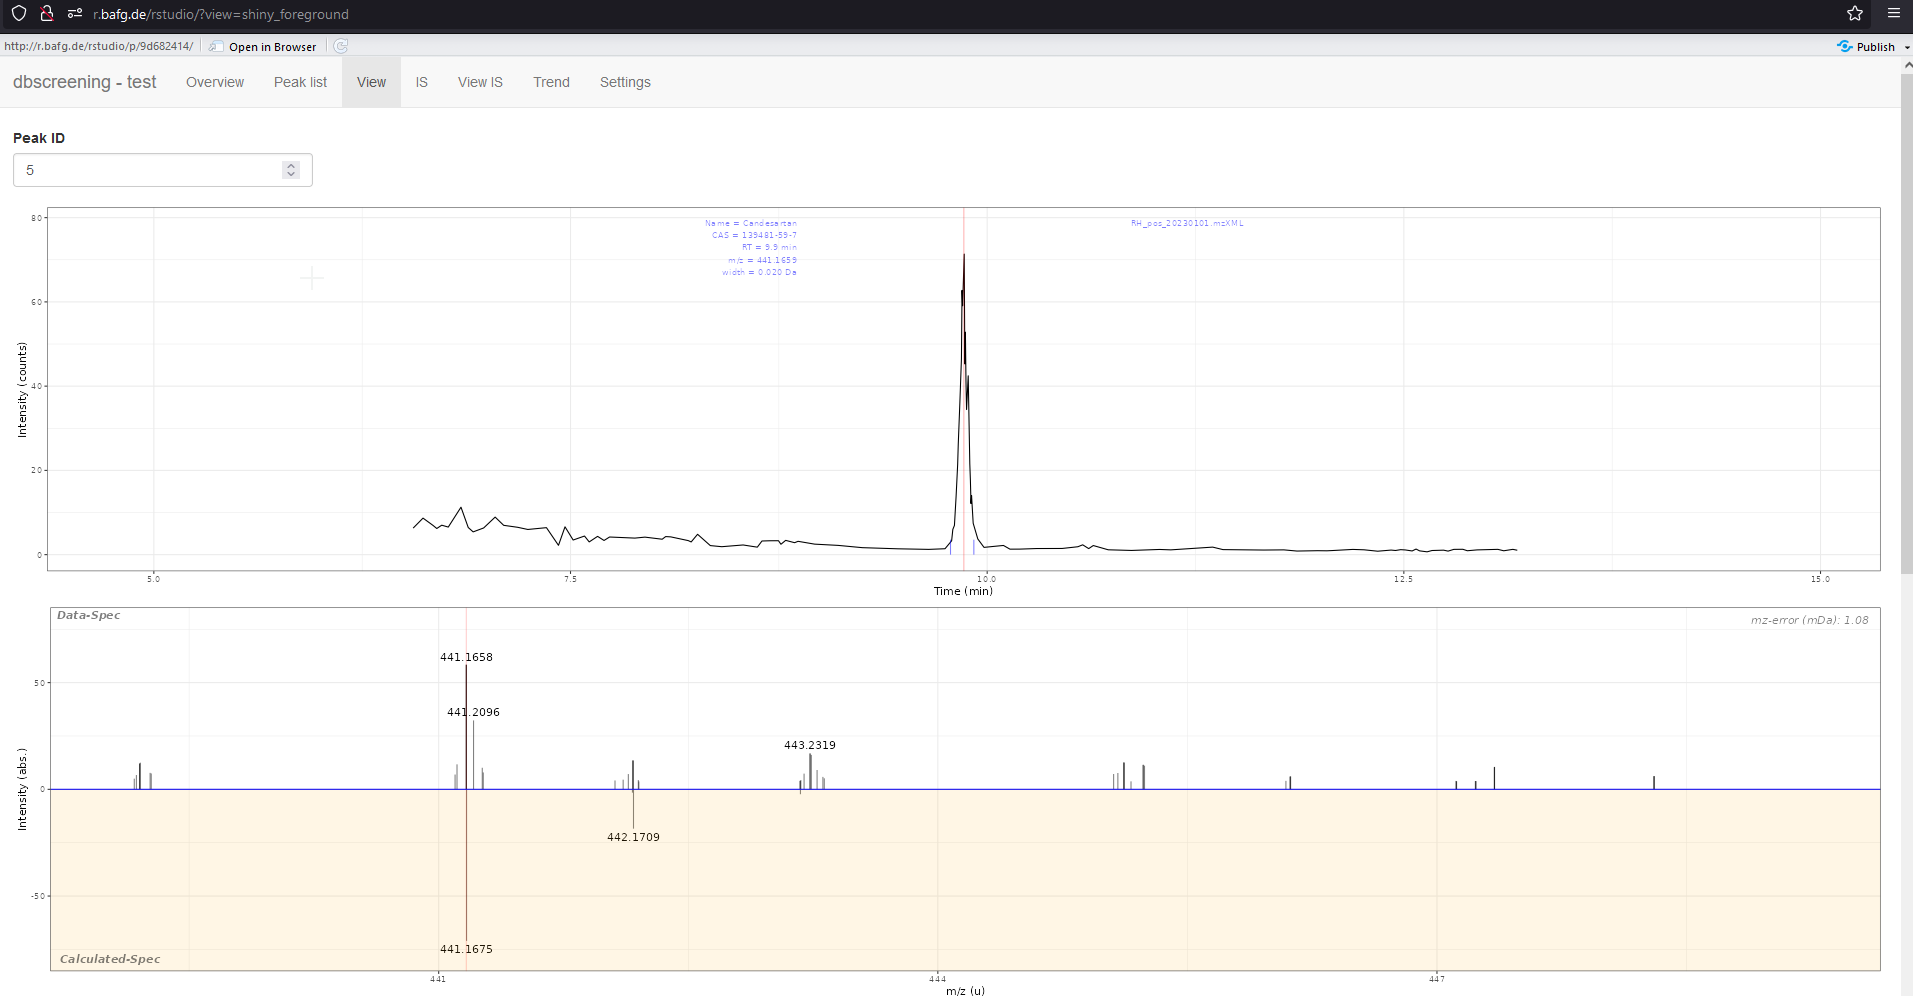 r.bafg.de/rstudio/?view=shiny_foreground
http://r.bafg.de/rstudio/p/9d682414/ Open in Browser Publish
dbscreening - test Overview Peak list View IS View IS Trend Settings
Peak ID
5
Name = Candesartan
CAS = 139481-59-7
RT = 9.9 min
m/z = 441.1659
width = 0.020 Da
RH_pos_20230101.mzXML
80
60
40
20
0
Intensity (counts)
5.0 7.5 10.0 12.5 15.0
Time (min)
Data-Spec
mz-error (mDa): 1.08
441.1658
441.2096
443.2319
442.1709
441.1675
50
0
-50
Intensity (abs.)
Calculated-Spec
441 444 447
m/z (u)